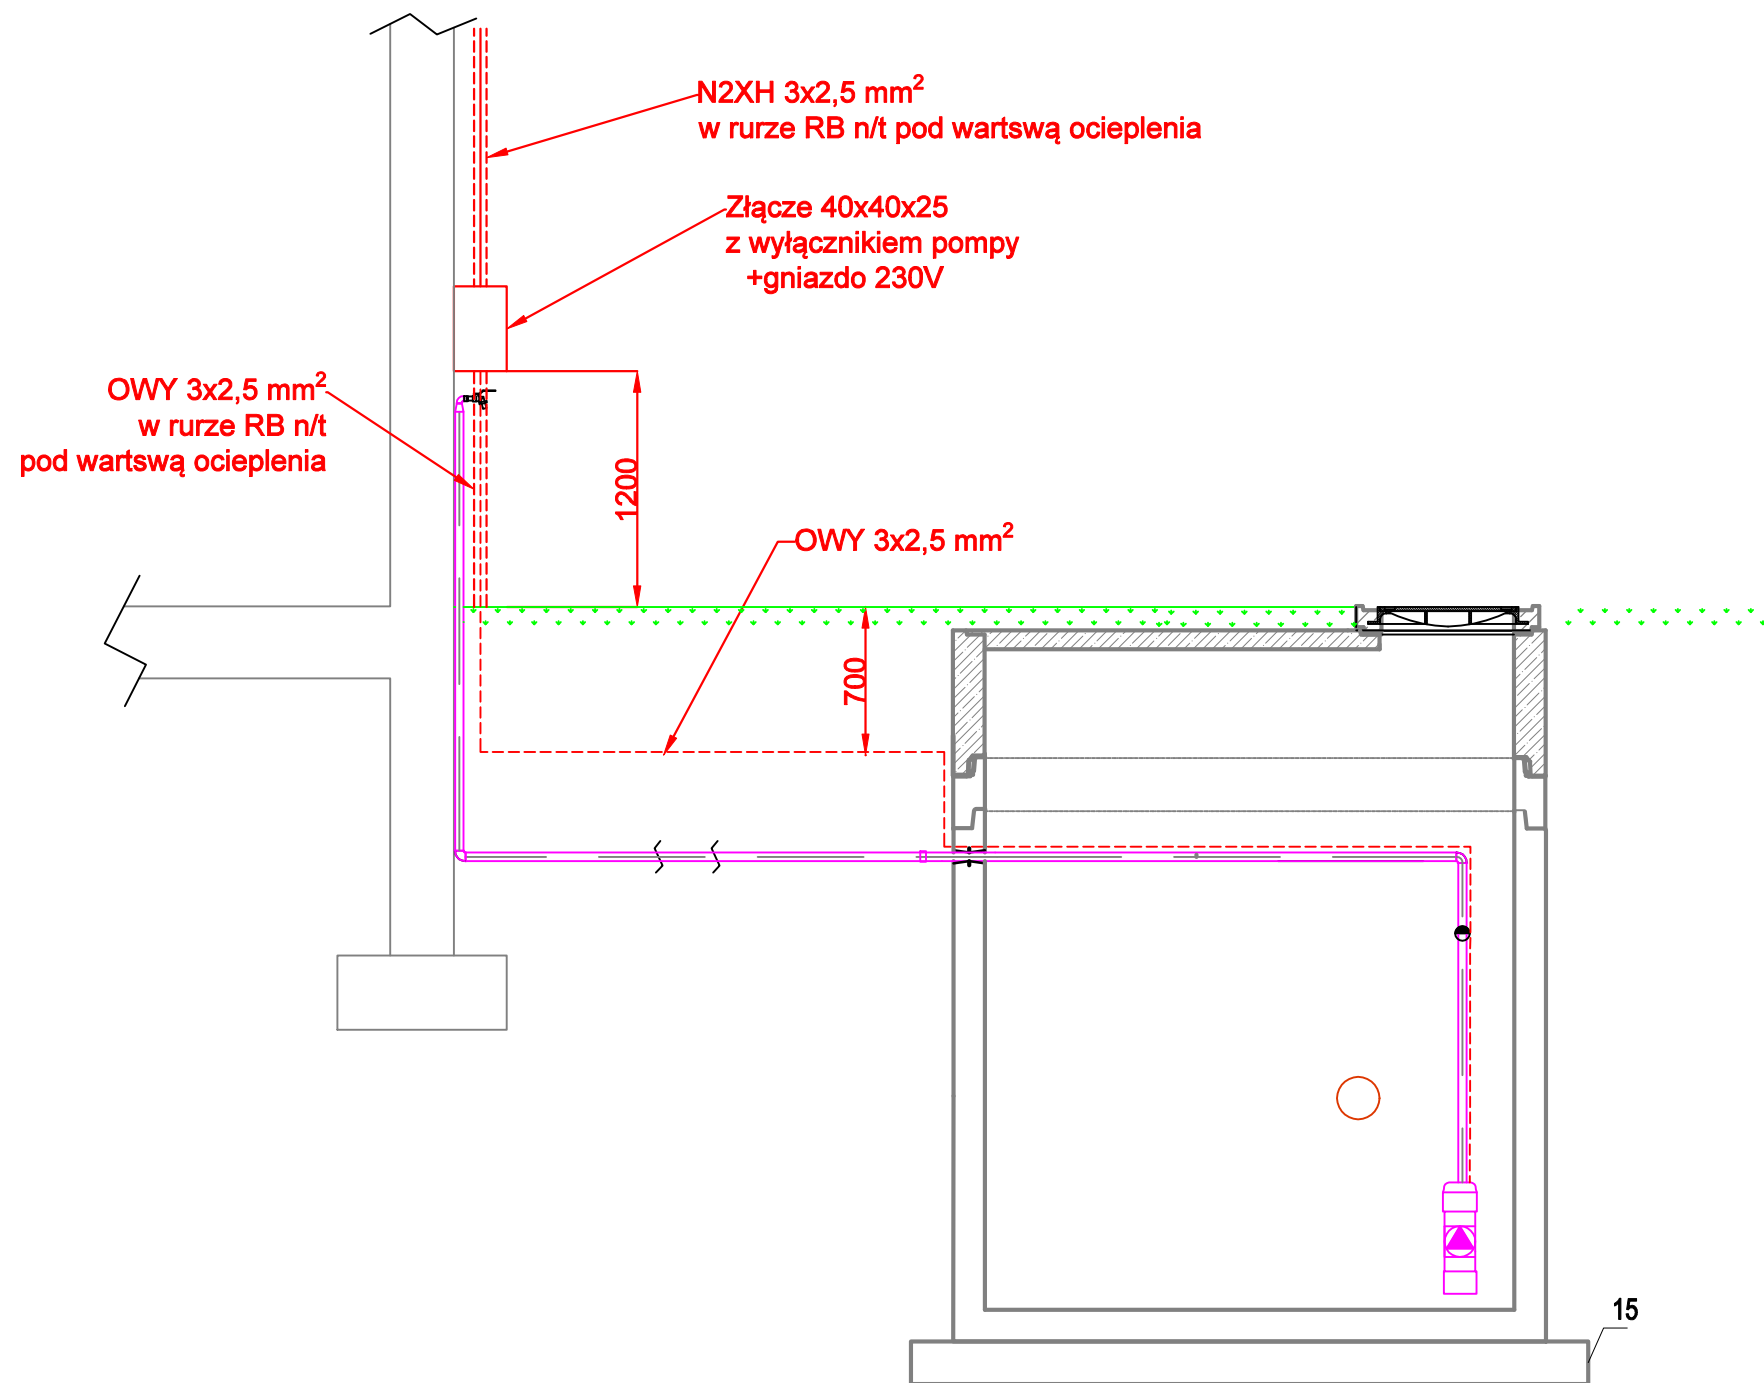 N2XH 3x2,5 mm²
w rurze RB n/t pod wartswą ocieplenia
Złącze 40x40x25
z wyłącznikiem pompy
+gniazdo 230V
OWY 3x2,5 mm²
w rurze RB n/t
pod wartswą ocieplenia
1200
OWY 3x2,5 mm²
700
15